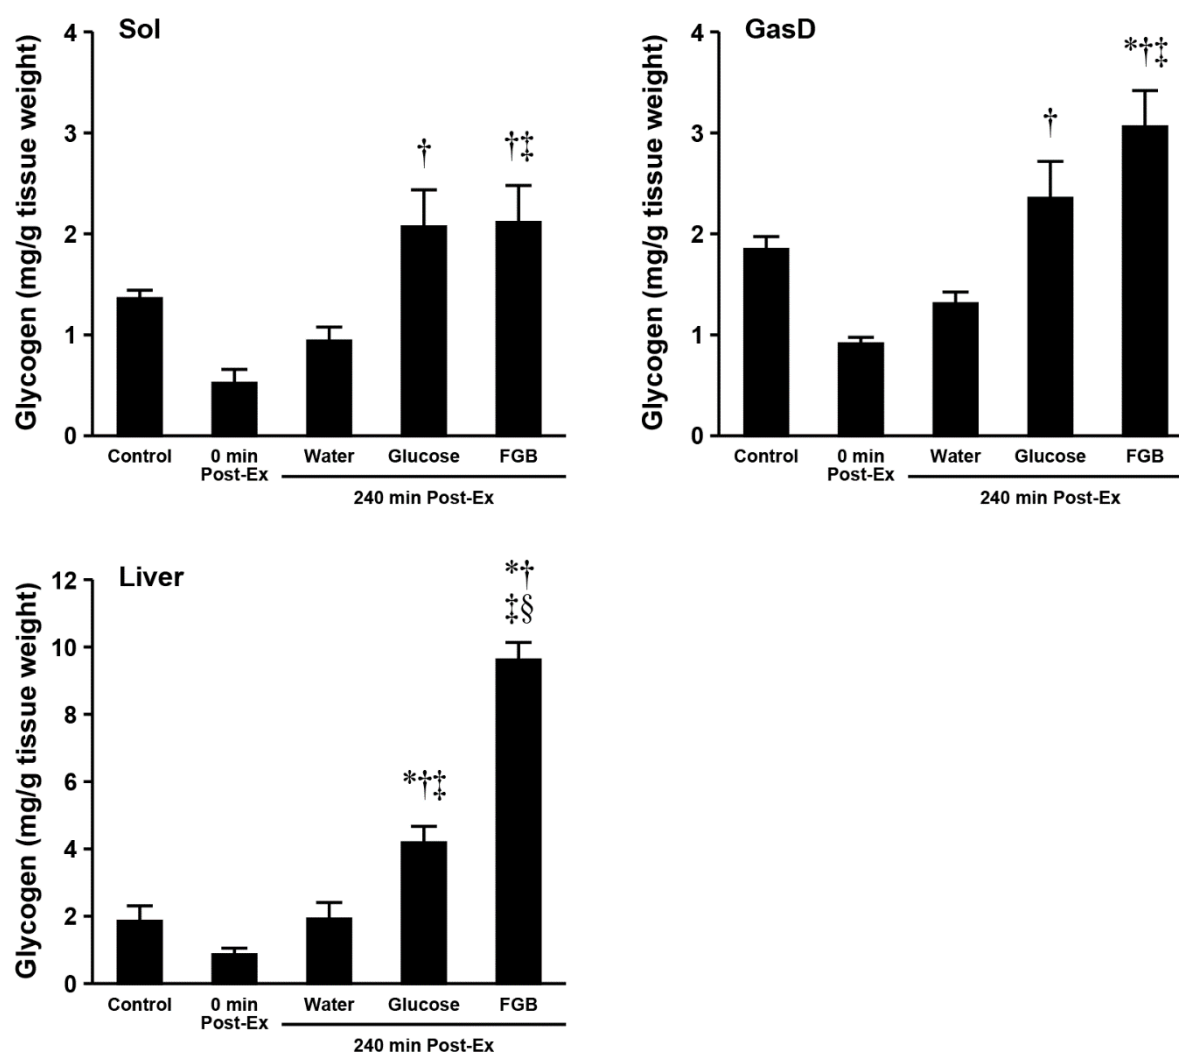 Sol
Glycogen (mg/g tissue weight)
4
3
2
1
0
†
†‡
Control
0 min
Post-Ex
Water
Glucose
FGB
240 min Post-Ex
GasD
Glycogen (mg/g tissue weight)
4
3
2
1
0
†
*†‡
Control
0 min
Post-Ex
Water
Glucose
FGB
240 min Post-Ex
Liver
Glycogen (mg/g tissue weight)
12
10
8
6
4
2
0
*†‡
*†
‡§
Control
0 min
Post-Ex
Water
Glucose
FGB
240 min Post-Ex